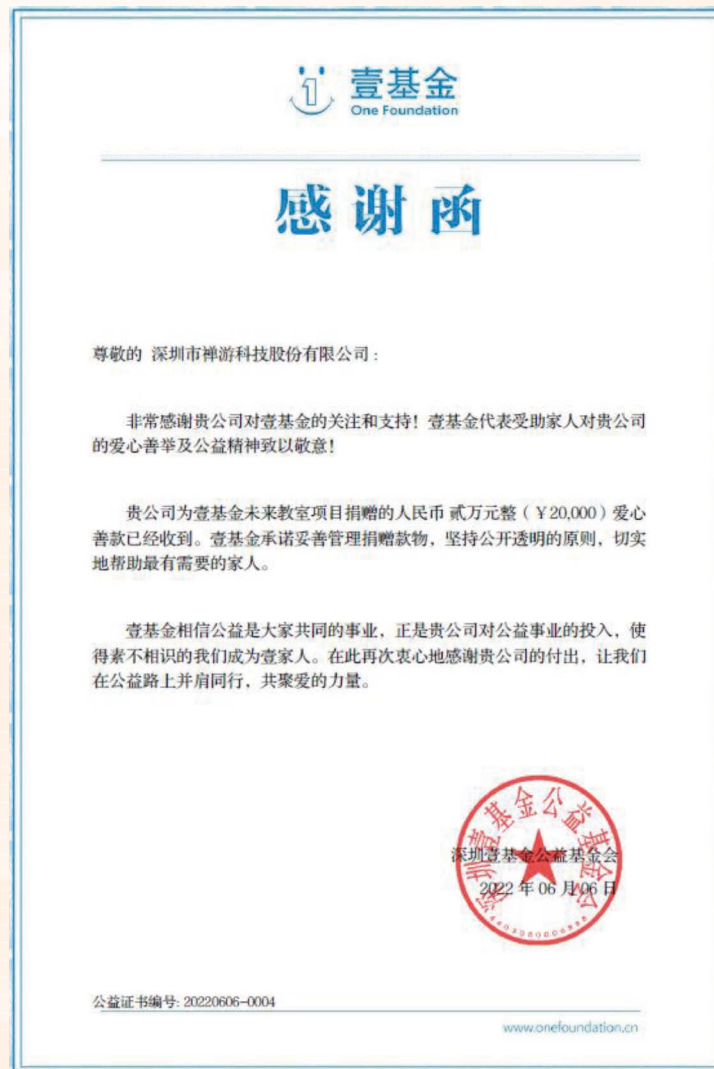 壹基金
One Foundation
感谢函
尊敬的 深圳市禅游科技股份有限公司：
非常感谢贵公司对壹基金的关注和支持！壹基金代表受助家人对贵公司
的爱心善举及公益精神致以敬意！
贵公司为壹基金未来教室项目捐赠的人民币 贰万元整（￥20,000）爱心
善款已经收到。壹基金承诺妥善管理捐赠款物，坚持公开透明的原则，切实
地帮助最有需要的家人。
壹基金相信公益是大家共同的事业，正是贵公司对公益事业的投入，使
得素不相识的我们成为壹家人。在此再次衷心地感谢贵公司的付出，让我们
在公益路上并肩同行，共聚爱的力量。
深圳壹基金公益基金会
深圳壹基金公益基金会
2022 年 06 月 06 日
公益证书编号: 20220606-0004
www.onefoundation.cn